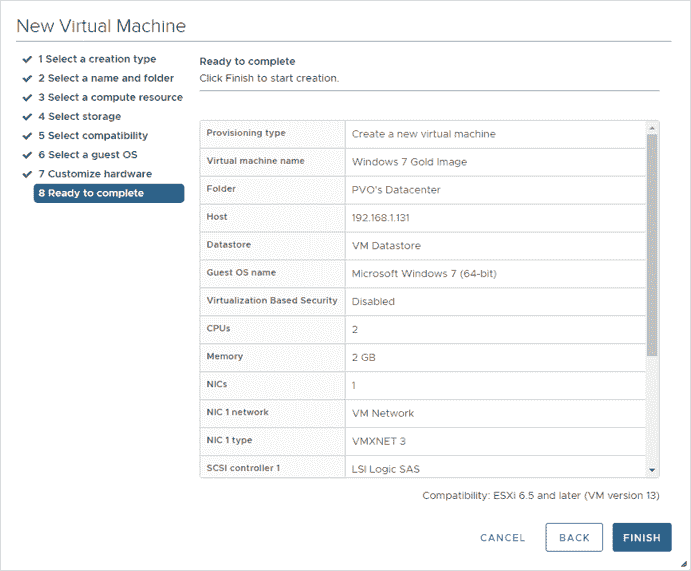 New Virtual Machine
1 Select a creation type
2 Select a name and folder
3 Select a compute resource
4 Select storage
5 Select compatibility
6 Select a guest OS
7 Customize hardware
8 Ready to complete
Ready to complete
Click Finish to start creation.
Provisioning type Create a new virtual machine
Virtual machine name Windows 7 Gold Image
Folder PVO's Datacenter
Host 192.168.1.131
Datastore VM Datastore
Guest OS name Microsoft Windows 7 (64-bit)
Virtualization Based Security Disabled
CPUs 2
Memory 2 GB
NICs 1
NIC 1 network VM Network
NIC 1 type VMXNET 3
SCSI controller 1 LSI Logic SAS
Compatibility: ESXi 6.5 and later (VM version 13)
CANCEL BACK FINISH